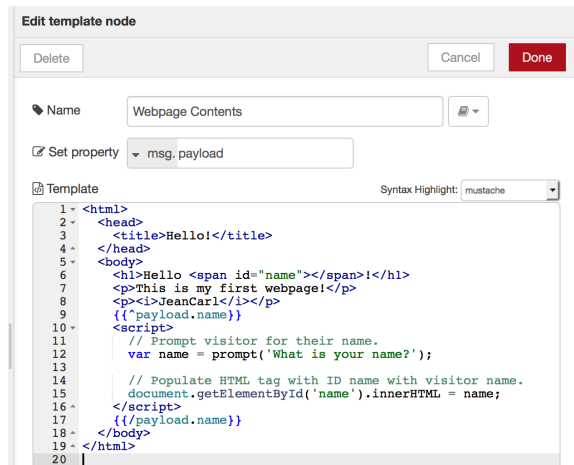 Edit template node
Delete Cancel Done
Name Webpage Contents
Set property msg. payload
Template Syntax Highlight: mustache
1 <html>
2 <head>
3 <title>Hello!</title>
4 </head>
5 <body>
6 <h1>Hello <span id="name"></span>!</h1>
7 <p>This is my first webpage!</p>
8 <p><i>JeanCarl</i></p>
9 {{^payload.name}}
10 <script>
11 // Prompt visitor for their name.
12 var name = prompt('What is your name?');
13
14 // Populate HTML tag with ID name with visitor name.
15 document.getElementById('name').innerHTML = name;
16 </script>
17 {{/payload.name}}
18 </body>
19 </html>
20